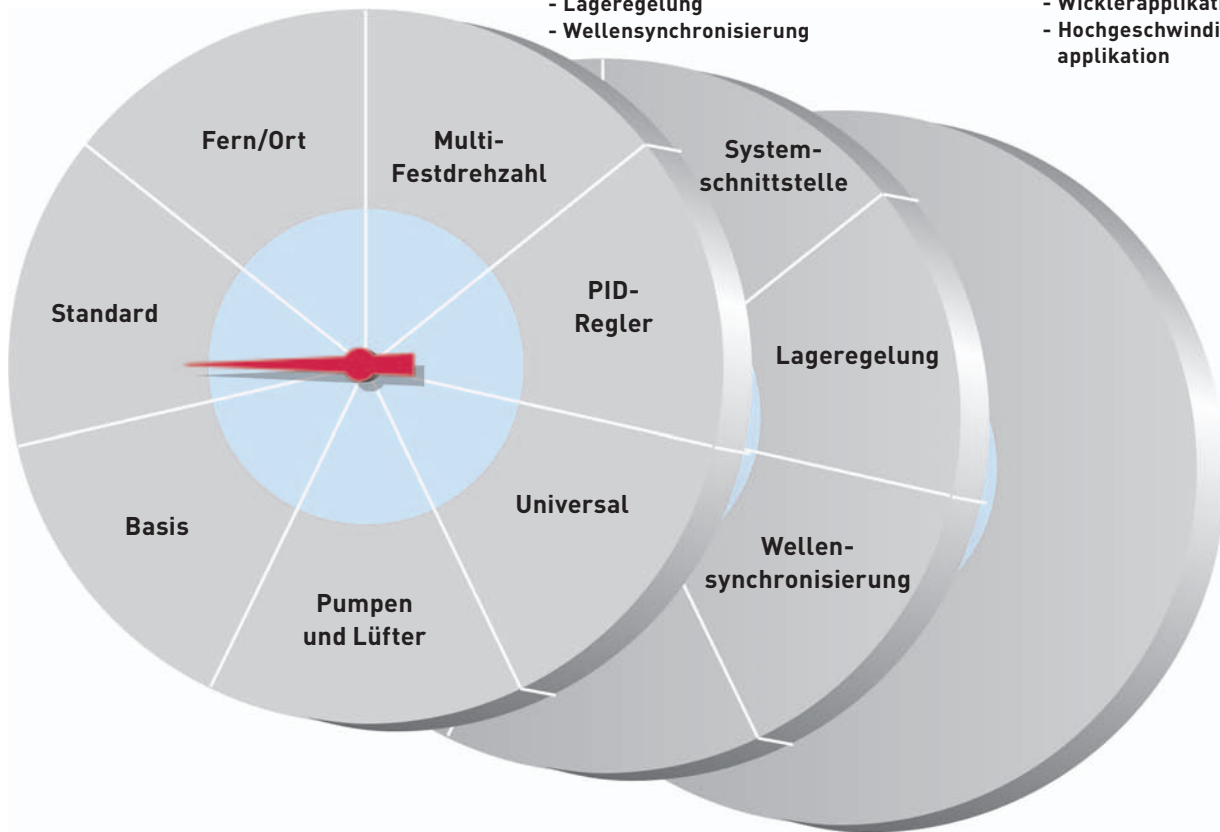 - Lageregelung
- Wellensynchronisierung
- Wicklerapplikati
- Hochgeschwindi
applikation
Fern/Ort
Multi-
Festdrehzahl
System-
schnittstelle
Standard
PID-
Regler
Lageregelung
Basis
Universal
Wellen-
synchronisierung
Pumpen
und Lüfter